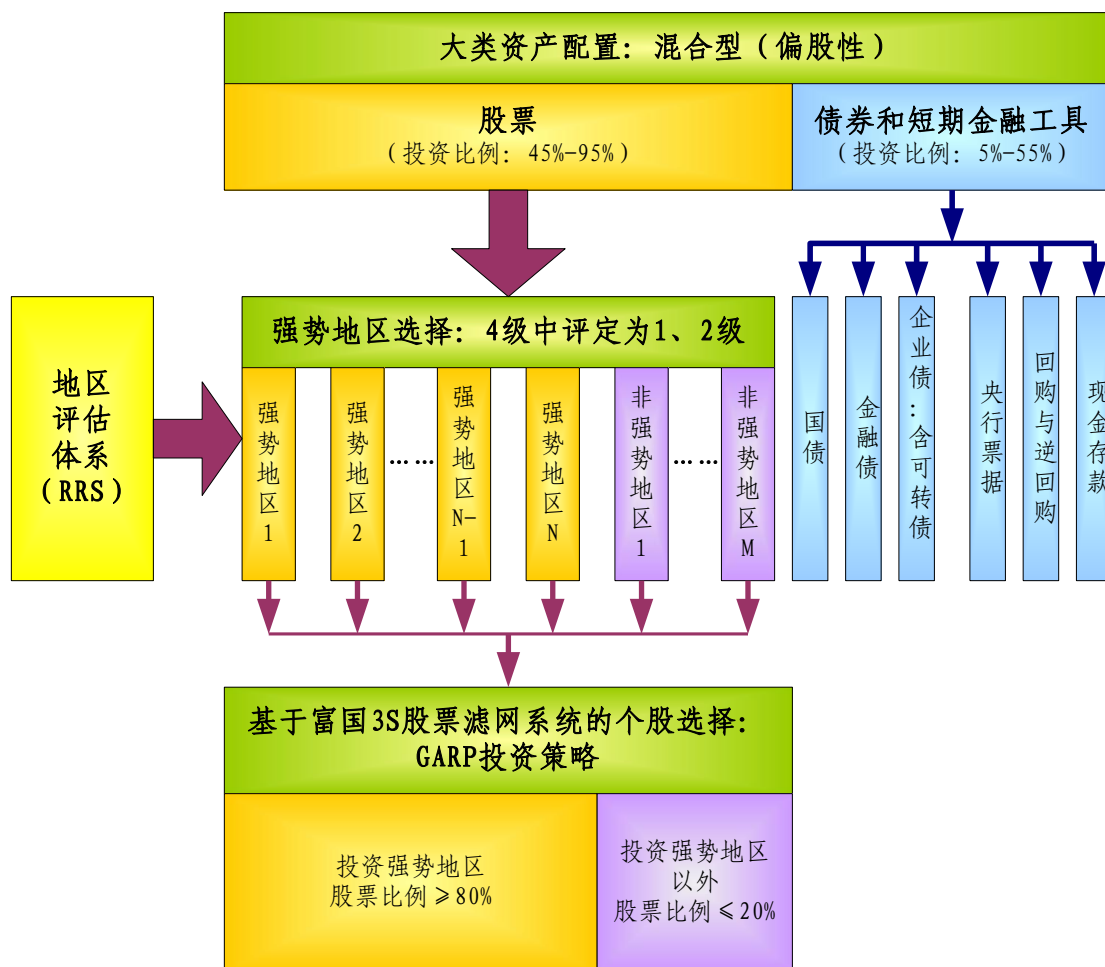 大类资产配置：混合型（偏股性）
股票
（投资比例：45%-95%）
债券和短期金融工具
（投资比例：5%-55%）
地区
评估
体系
（RRS）
强势地区选择：4级中评定为1、2级
强势地区1
强势地区2
……
强势地区N-1
强势地区N
非强势地区1
……
非强势地区M
国债
金融债
企业债：含可转债
央行票据
回购与逆回购
现金存款
基于富国3S股票滤网系统的个股选择：
GARP投资策略
投资强势地区
股票比例≥80%
投资强势地区
以外
股票比例≤20%